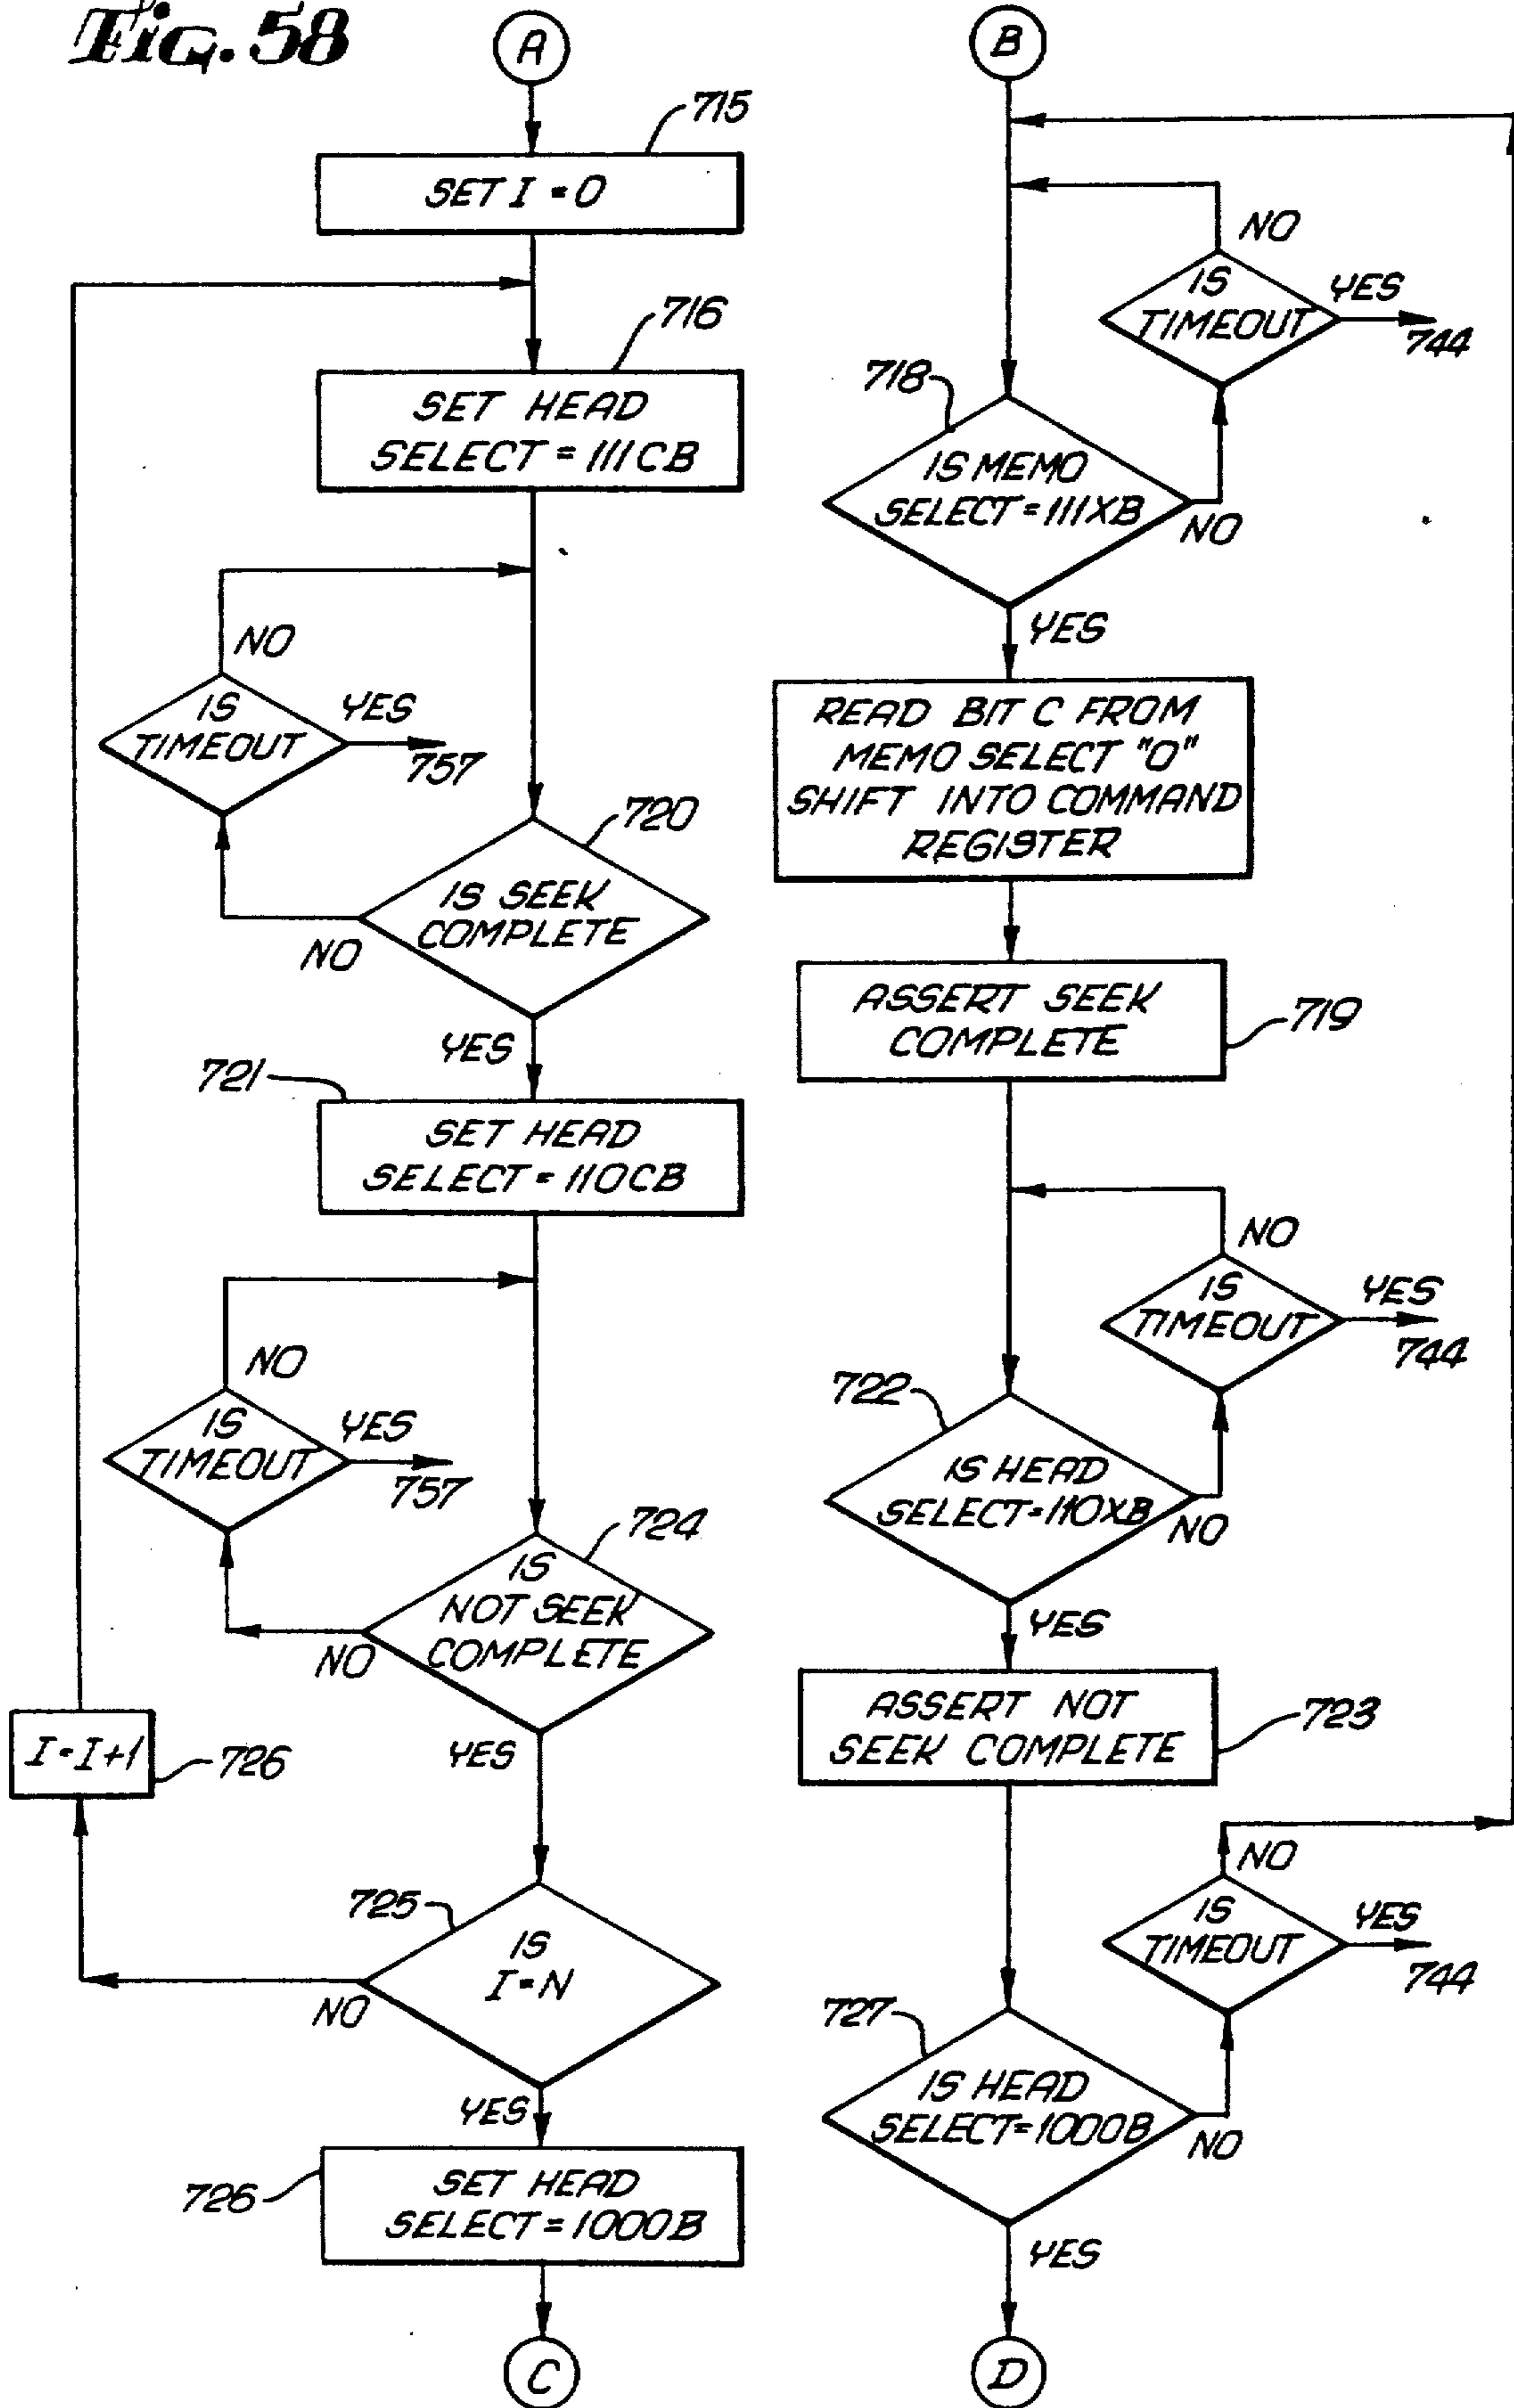 Fig. 58
A
715
SET I = 0
716
SET HEAD
SELECT = 111CB
NO
IS
TIMEOUT
YES
757
720
IS SEEK
COMPLETE
NO
YES
721
SET HEAD
SELECT = 110CB
NO
IS
TIMEOUT
YES
757
724
IS
NOT SEEK
COMPLETE
NO
YES
I = I+1
726
725
IS
I = N
NO
YES
726
SET HEAD
SELECT = 1000B
C
B
NO
IS
TIMEOUT
YES
744
718
IS MEMO
SELECT = 111XB
NO
YES
READ BIT C FROM
MEMO SELECT "0"
SHIFT INTO COMMAND
REGISTER
ASSERT SEEK
COMPLETE
719
NO
IS
TIMEOUT
YES
744
722
IS HEAD
SELECT = 110XB
NO
YES
ASSERT NOT
SEEK COMPLETE
723
NO
IS
TIMEOUT
YES
744
727
IS HEAD
SELECT = 1000B
NO
YES
D